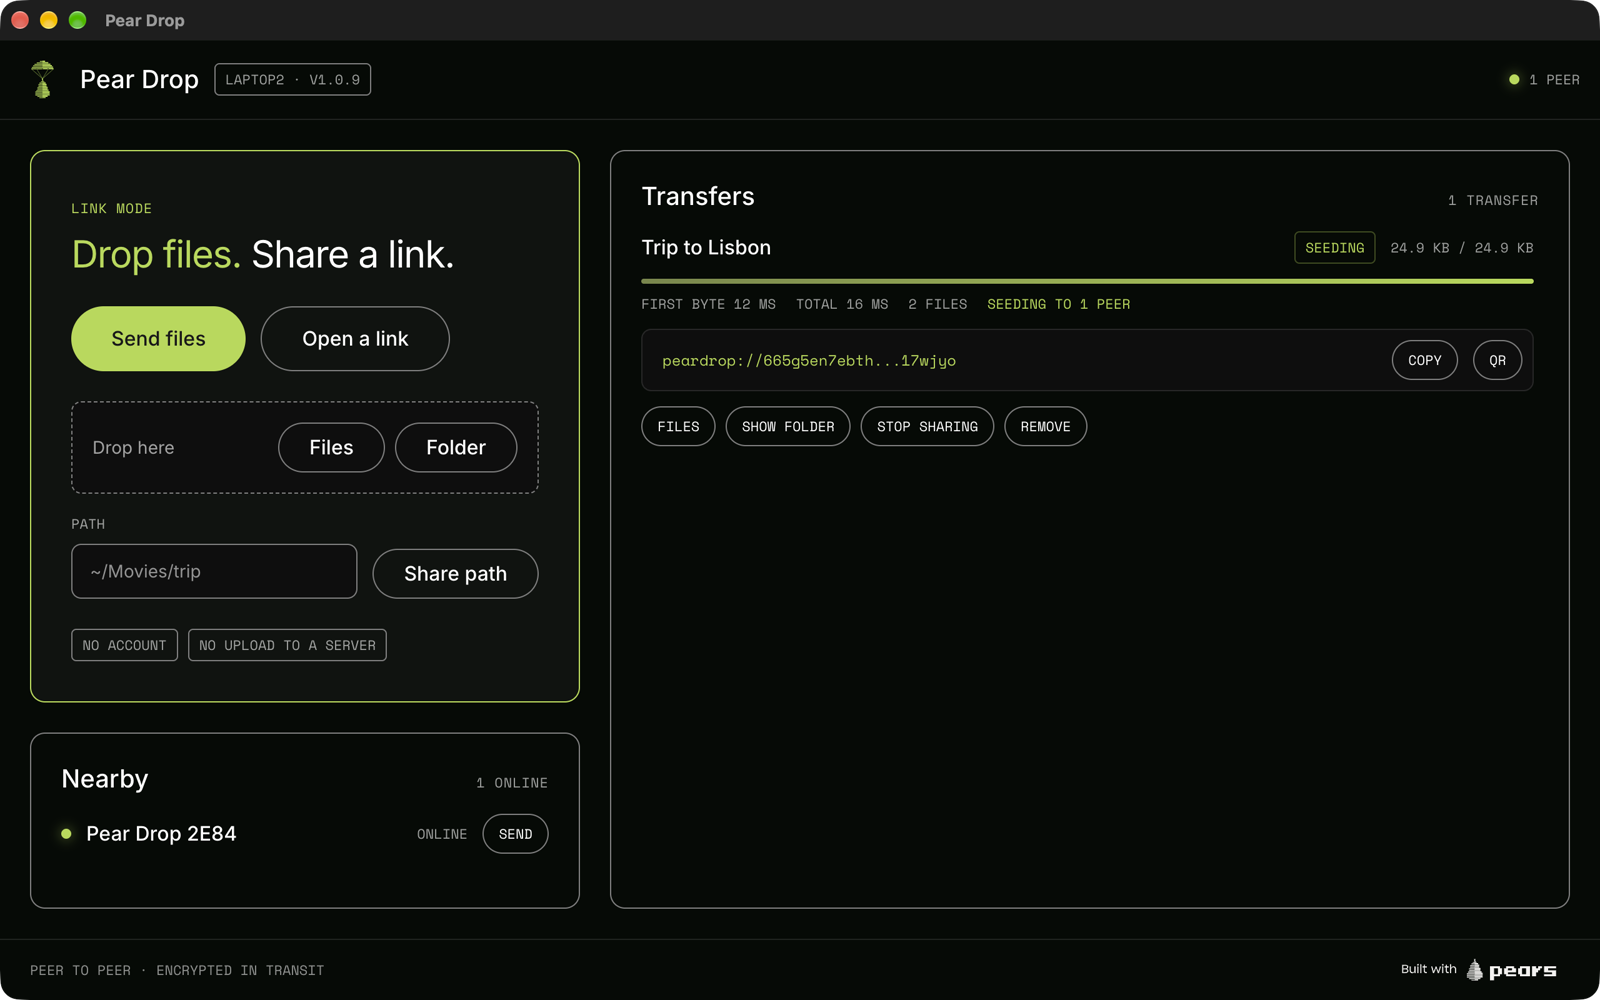 Pear Drop
Pear Drop
LAPTOP2 · V1.0.9
1 PEER
LINK MODE
Drop files. Share a link.
Send files
Open a link
Drop here
Files
Folder
PATH
~/Movies/trip
Share path
NO ACCOUNT
NO UPLOAD TO A SERVER
Nearby
1 ONLINE
Pear Drop 2E84
ONLINE
SEND
Transfers
1 TRANSFER
Trip to Lisbon
SEEDING
24.9 KB / 24.9 KB
FIRST BYTE 12 MS
TOTAL 16 MS
2 FILES
SEEDING TO 1 PEER
peardrop://665g5en7ebth...17wjyo
COPY
QR
FILES
SHOW FOLDER
STOP SHARING
REMOVE
PEER TO PEER · ENCRYPTED IN TRANSIT
Built with pears